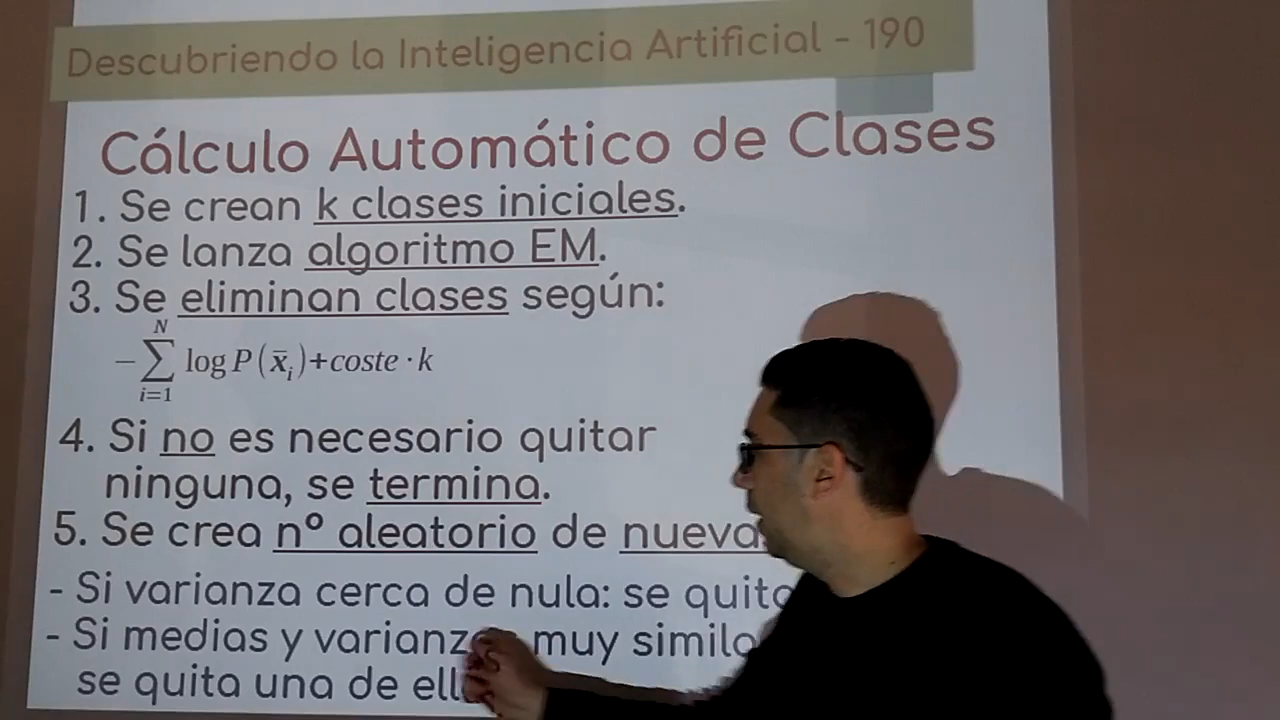 Descubriendo la Inteligencia Artificial - 190
Cálculo Automático de Clases
1. Se crean k clases iniciales.
2. Se lanza algoritmo EM.
3. Se eliminan clases según:
N
− ∑ log P (x̄ᵢ)+coste · k
i=1
4. Si no es necesario quitar
ninguna, se termina.
5. Se crea nº aleatorio de
- Si varianza cerca de nula: se
- Si medias y muy
se quita una de